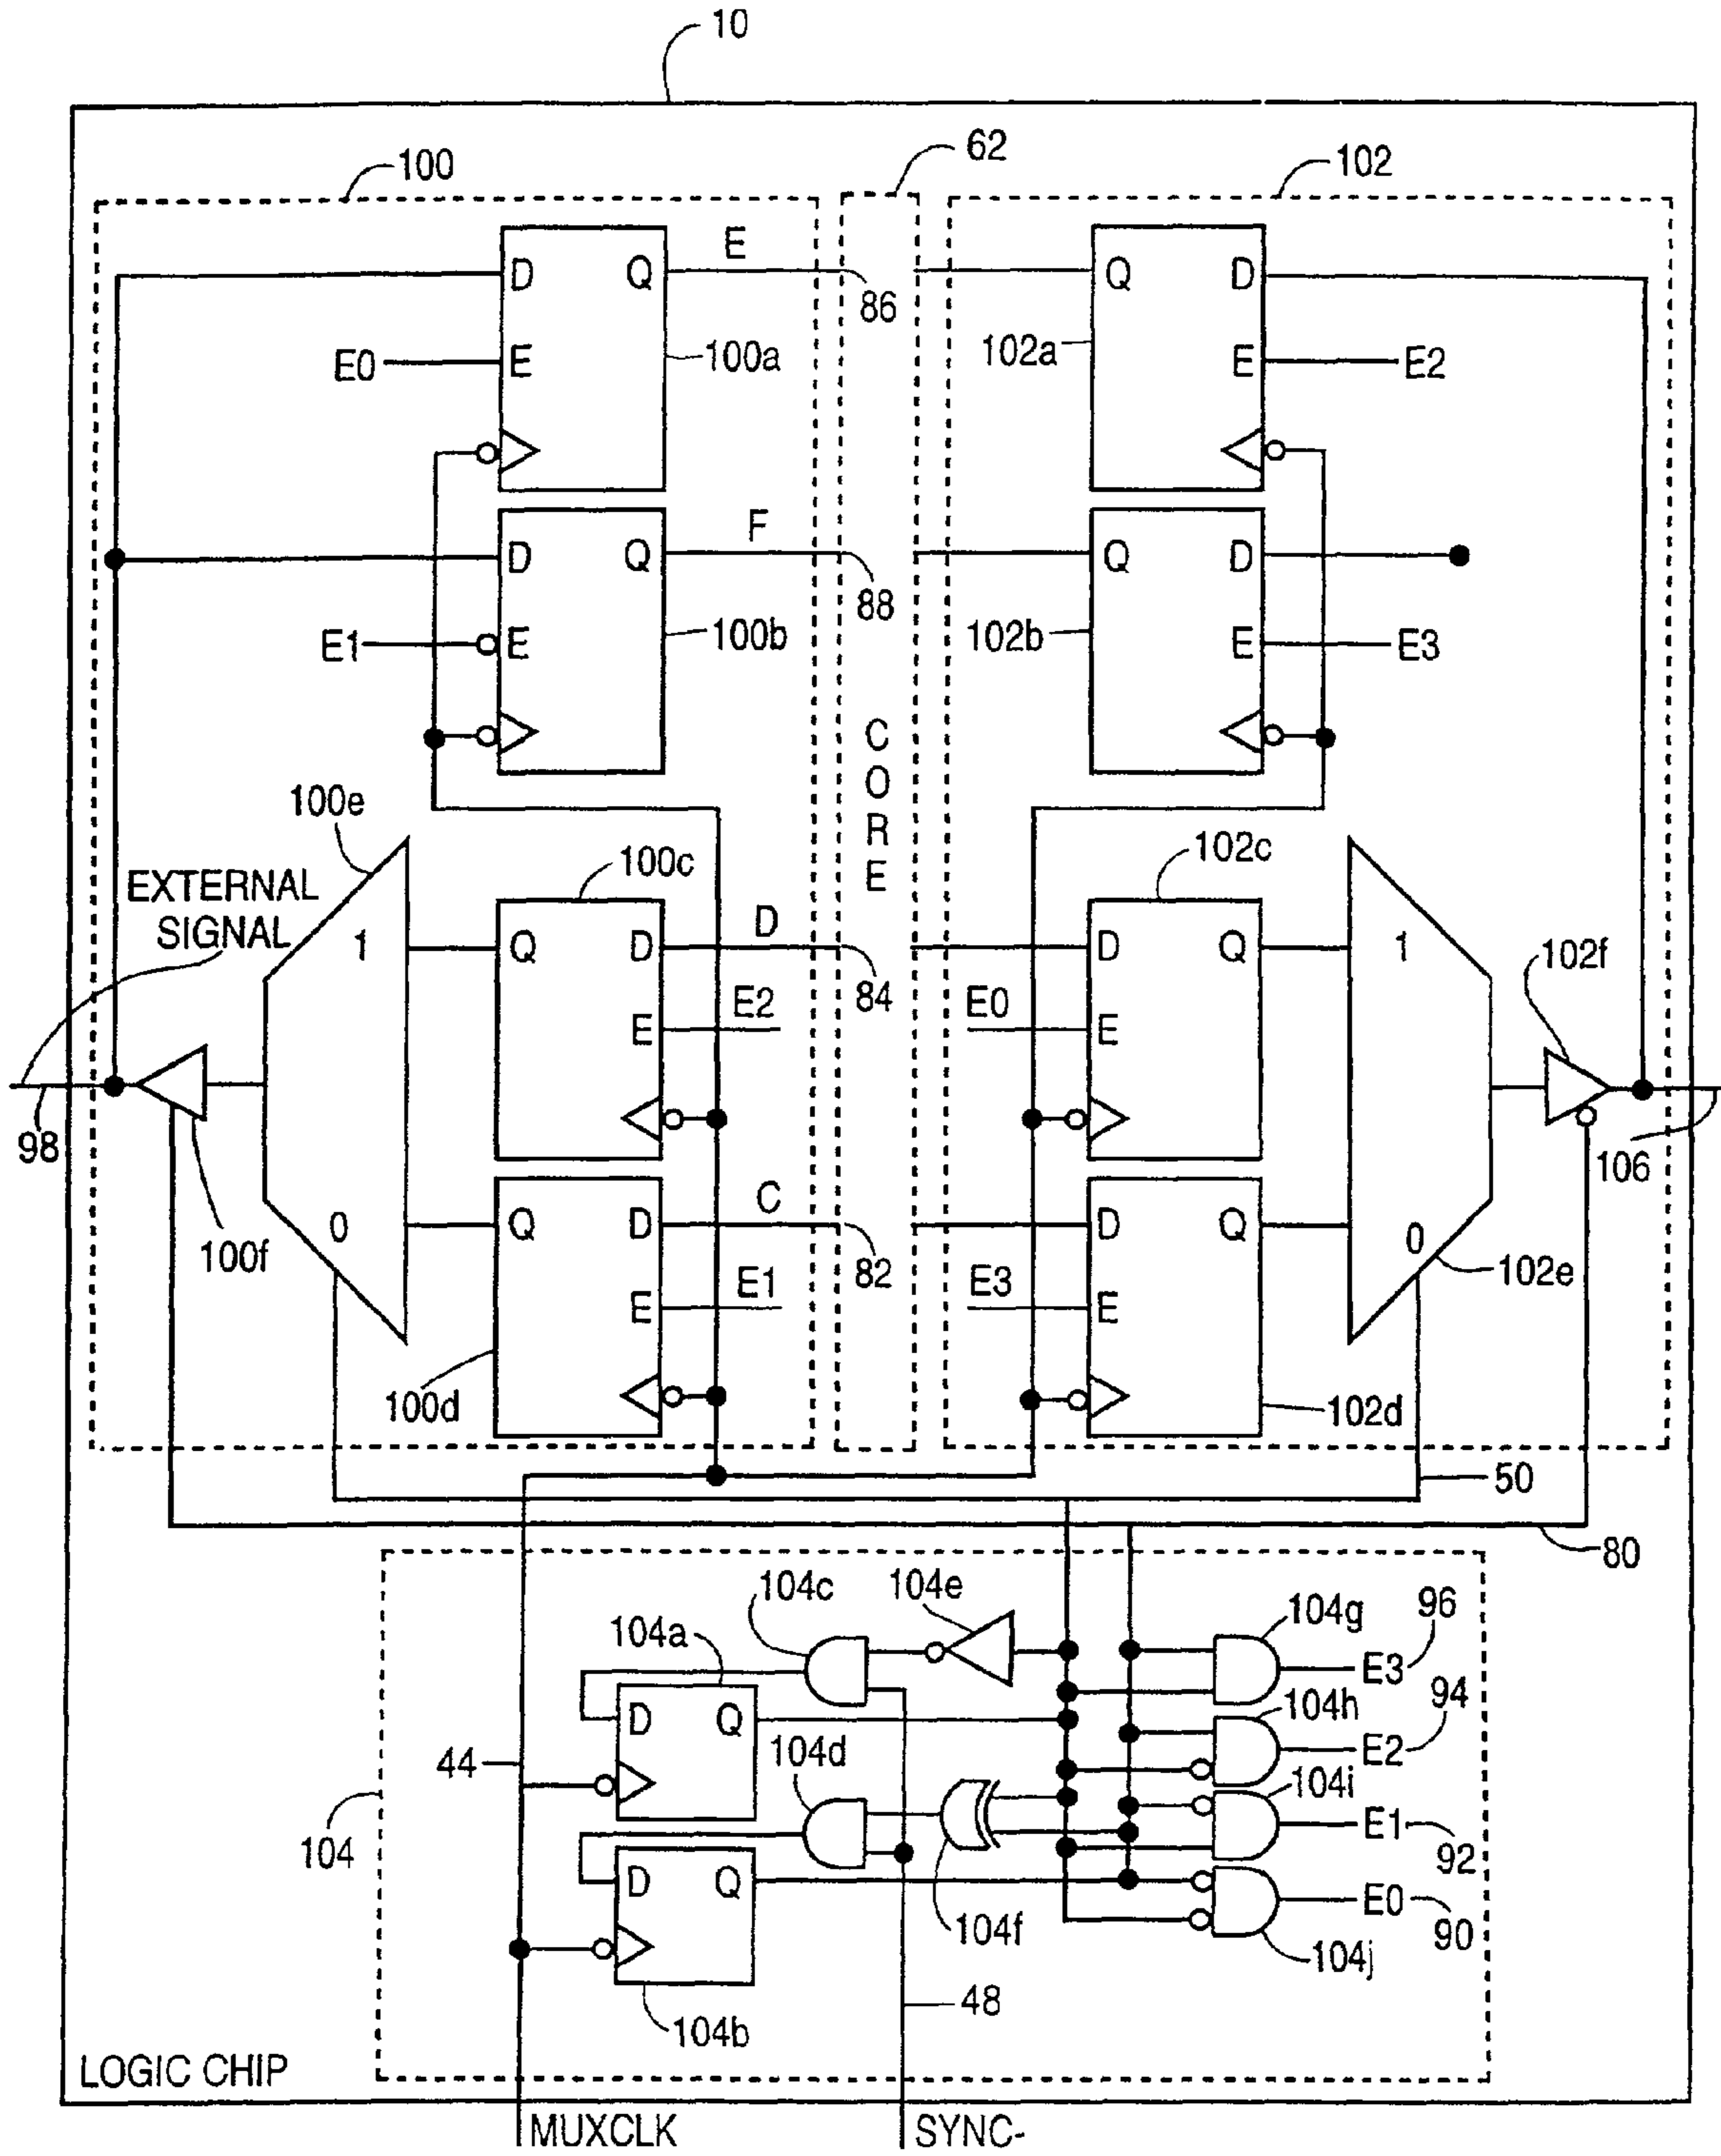 10
62
100
102
E
D Q
Q D
86
E0 E
100a
102a
E E2
F
D Q
Q D
88
E1 E
100b
102b
E E3
C
O
R
E
100e
100c
102c
EXTERNAL
SIGNAL
1
Q D
D
D Q
1
102f
84
E2
E
E0
E
98
106
100f
0
Q D
C
D Q
0
82
102e
E1
E
E3
E
100d
102d
50
80
104c
104e
104g
96
104a
E3
104h
94
D Q
44
104d
E2
104i
104
E1
92
D Q
E0
104f
90
104j
48
104b
LOGIC CHIP
MUXCLK
SYNC-